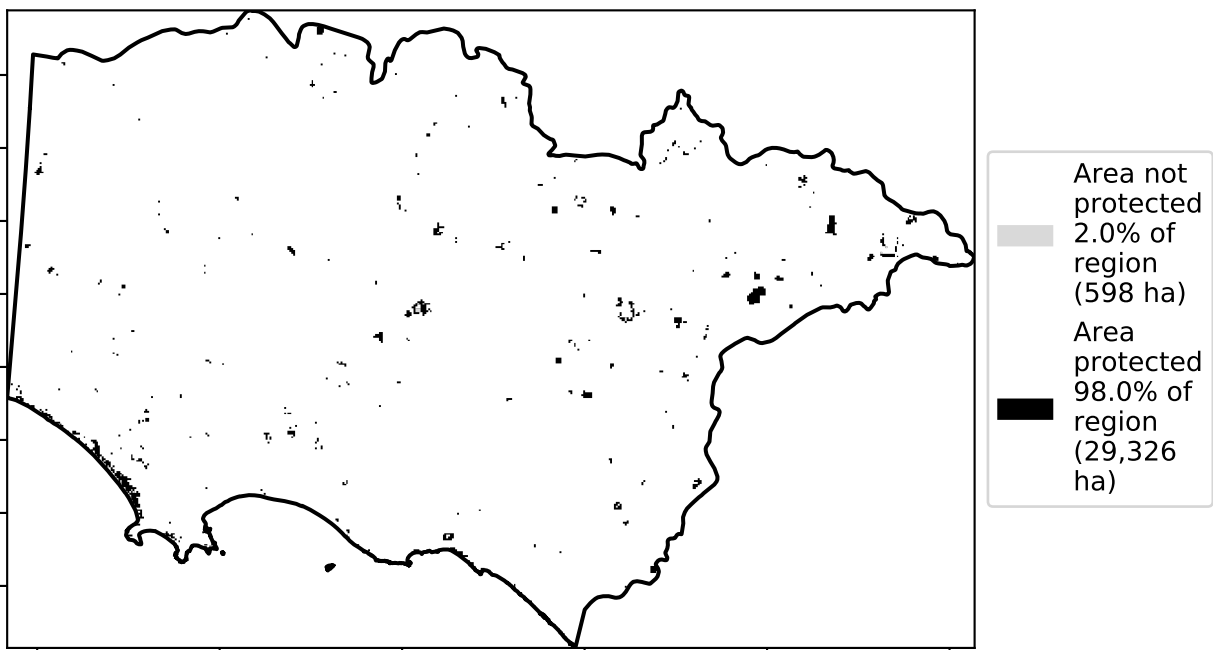 Area not
protected
2.0% of
region
(598 ha)
Area
protected
98.0% of
region
(29,326
ha)